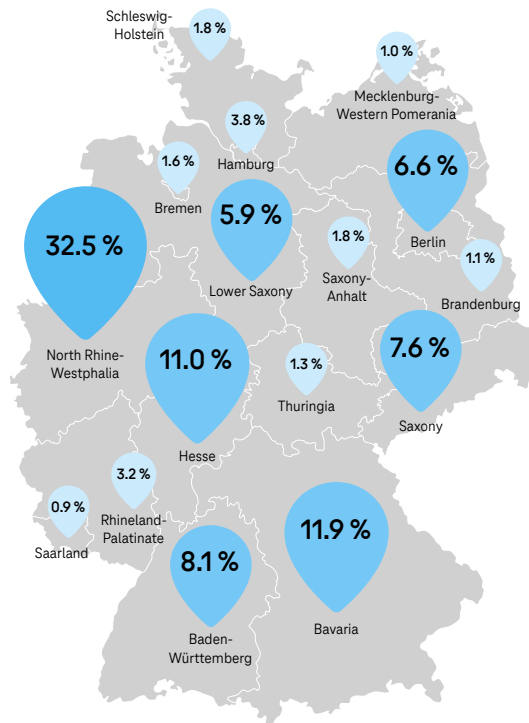 Schleswig-
Holstein
1.8 %
1.0 %
Mecklenburg-
Western Pomerania
3.8 %
Hamburg
1.6 %
Bremen
6.6 %
Berlin
5.9 %
Lower Saxony
32.5 %
North Rhine-
Westphalia
1.8 %
Saxony-
Anhalt
1.1 %
Brandenburg
11.0 %
Hesse
1.3 %
Thuringia
7.6 %
Saxony
3.2 %
Rhineland-
Palatinate
0.9 %
Saarland
8.1 %
Baden-
Württemberg
11.9 %
Bavaria